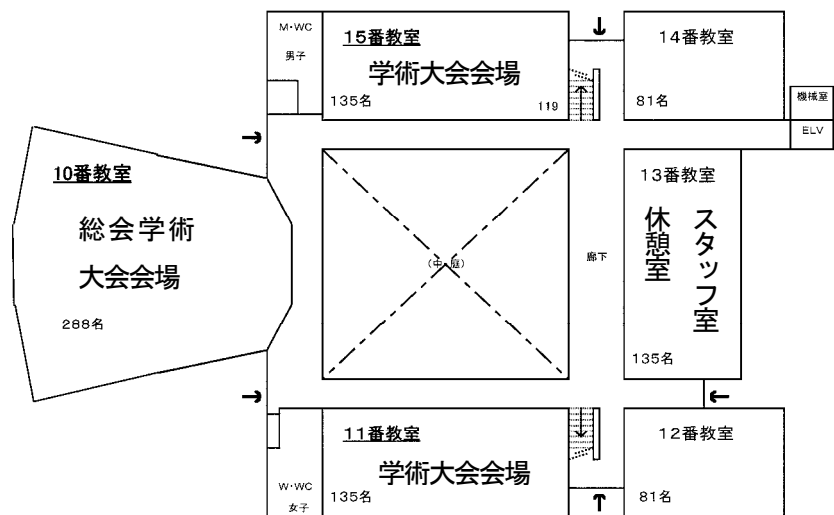 M・WC
男子
15番教室
学術大会会場
135名
119
14番教室
81名
機械室
ELV
10番教室
総会学術
大会会場
288名
(中 庭)
廊下
13番教室
休憩室
スタッフ室
135名
W・WC
女子
11番教室
学術大会会場
135名
12番教室
81名